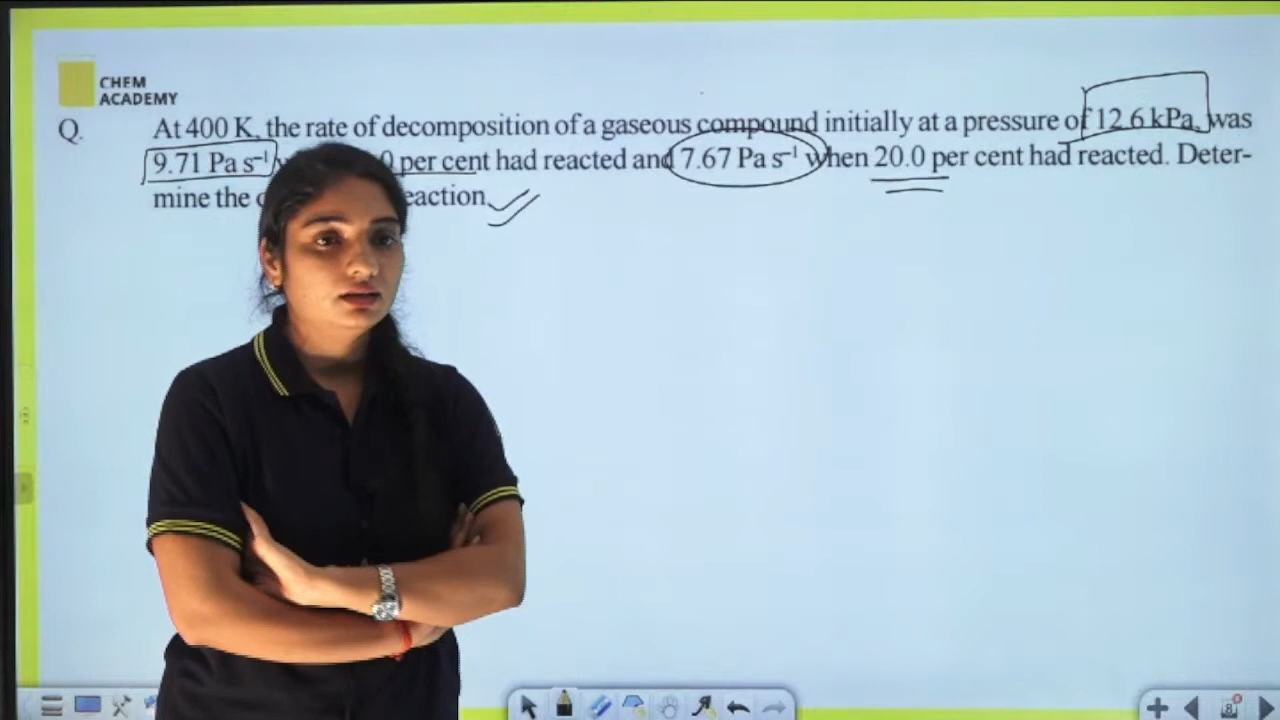 CHEM
ACADEMY
Q. At 400 K, the rate of decomposition of a gaseous compound initially at a pressure of 12.6 kPa, was
9.71 Pa s⁻¹ 0 per cent had reacted and 7.67 Pa s⁻¹ when 20.0 per cent had reacted. Deter-
mine the eaction.
8